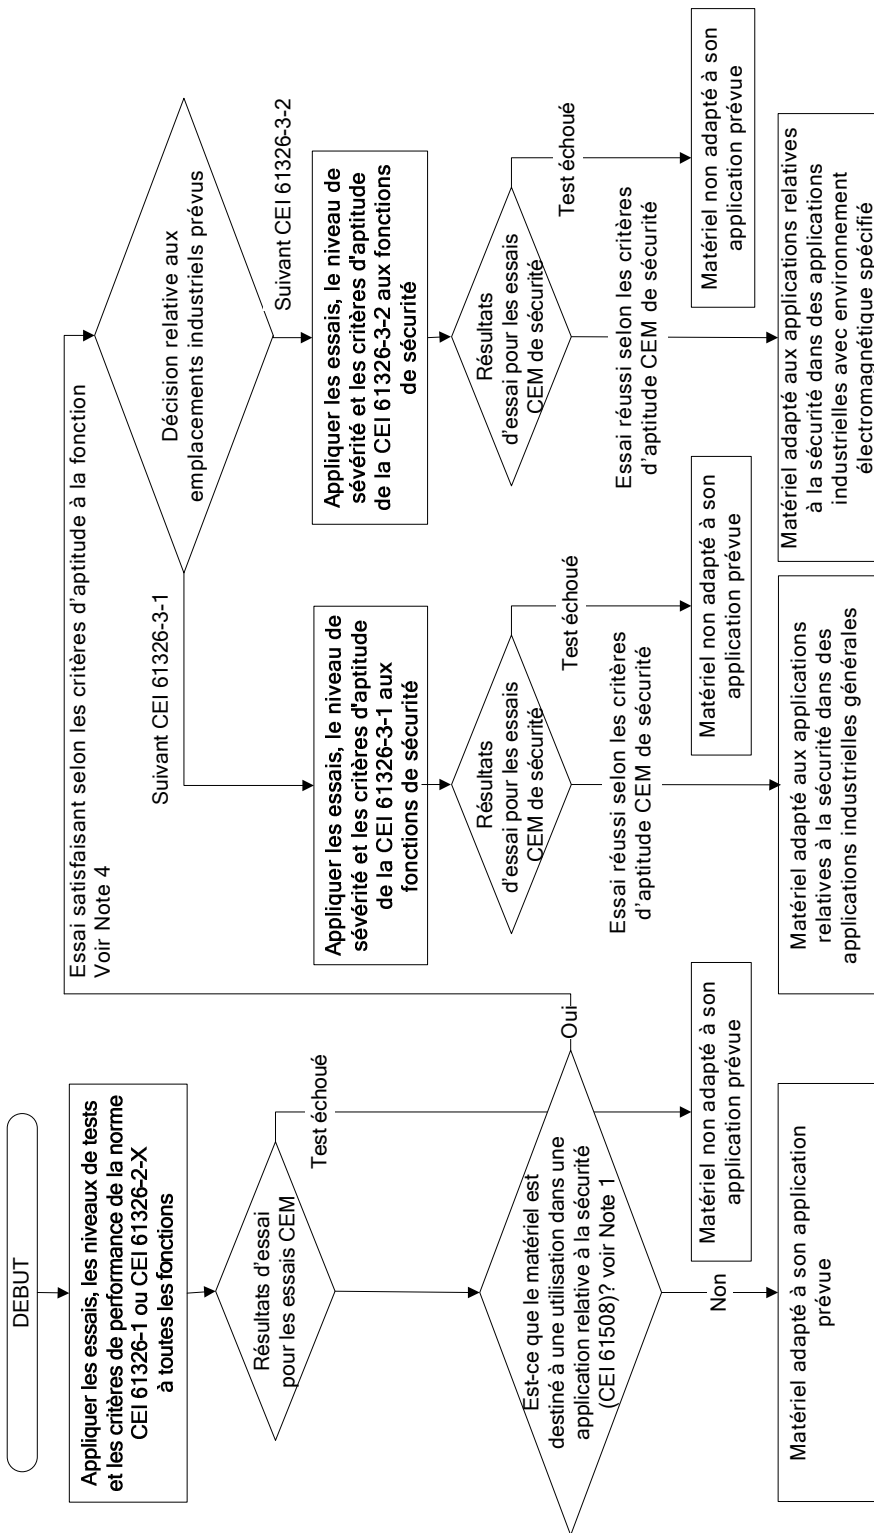 DEBUT
Appliquer les essais, les niveaux de tests
et les critères de performance de la norme
CEI 61326-1 ou CEI 61326-2-X
à toutes les fonctions
Résultats d'essai
pour les essais CEM
Test échoué
Est-ce que le matériel est
destiné à une utilisation dans une
application relative à la sécurité
(CEI 61508)? voir Note 1
Oui
Non
Matériel non adapté à son
application prévue
Matériel adapté à son application
prévue
Essai satisfaisant selon les critères d'aptitude à la fonction
Voir Note 4
Décision relative aux
emplacements industriels prévus
Suivant CEI 61326-3-1
Appliquer les essais, le niveau de
sévérité et les critères d'aptitude
de la CEI 61326-3-1 aux
fonctions de sécurité
Résultats
d'essai pour les essais
CEM de sécurité
Test échoué
Essai réussi selon les critères
d'aptitude CEM de sécurité
Matériel non adapté à son
application prévue
Matériel adapté aux applications
relatives à la sécurité dans des
applications industrielles générales
Suivant CEI 61326-3-2
Appliquer les essais, le niveau de
sévérité et les critères d'aptitude
de la CEI 61326-3-2 aux fonctions
de sécurité
Résultats
d'essai pour les essais
CEM de sécurité
Test échoué
Essai réussi selon les critères
d'aptitude CEM de sécurité
Matériel non adapté à son
application prévue
Matériel adapté aux applications relatives
à la sécurité dans des applications
industrielles avec environnement
électromagnétique spécifié